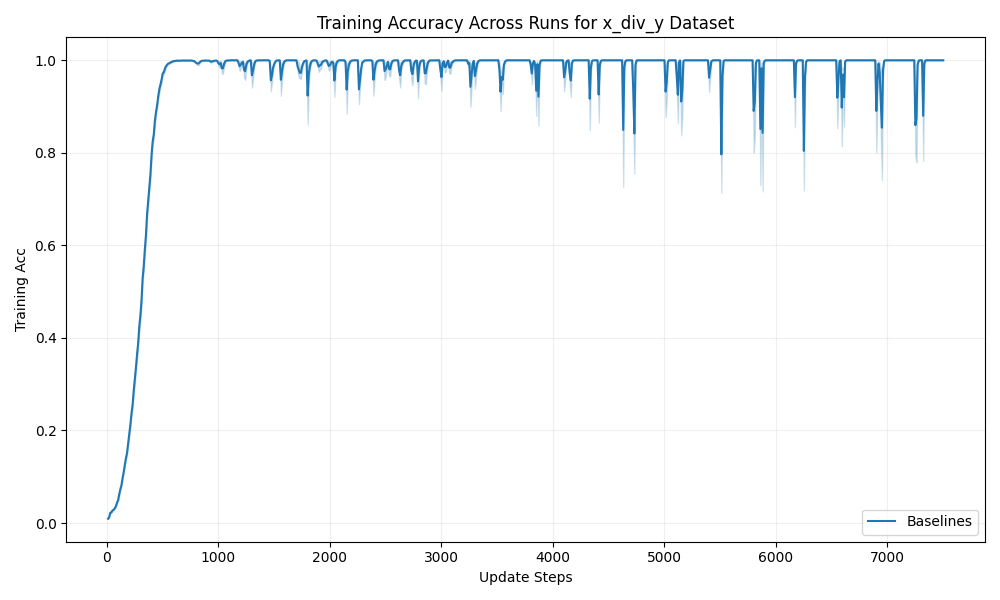 Training Accuracy Across Runs for x_div_y Dataset
1.0
0.8
0.6
0.4
0.2
0.0
Training Acc
0 1000 2000 3000 4000 5000 6000 7000
Update Steps
Baselines